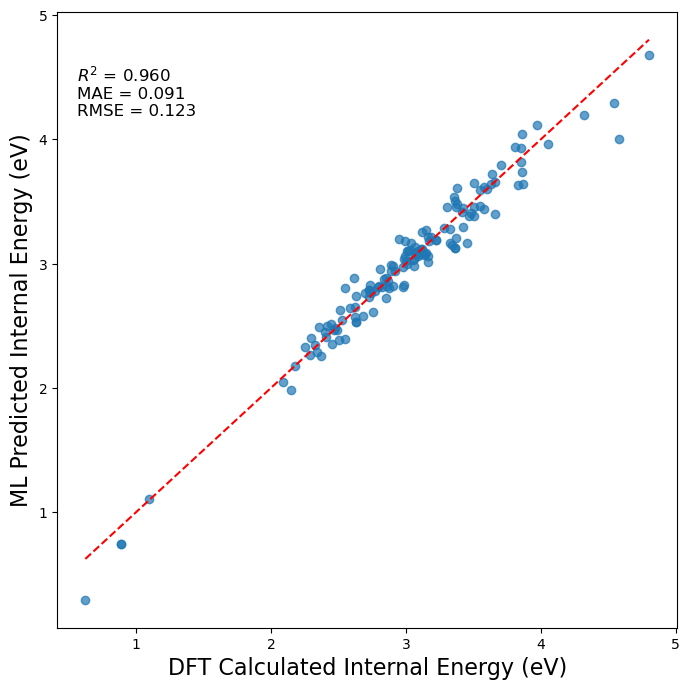 5
4
3
2
1
R² = 0.960
MAE = 0.091
RMSE = 0.123
ML Predicted Internal Energy (eV)
1 2 3 4 5
DFT Calculated Internal Energy (eV)